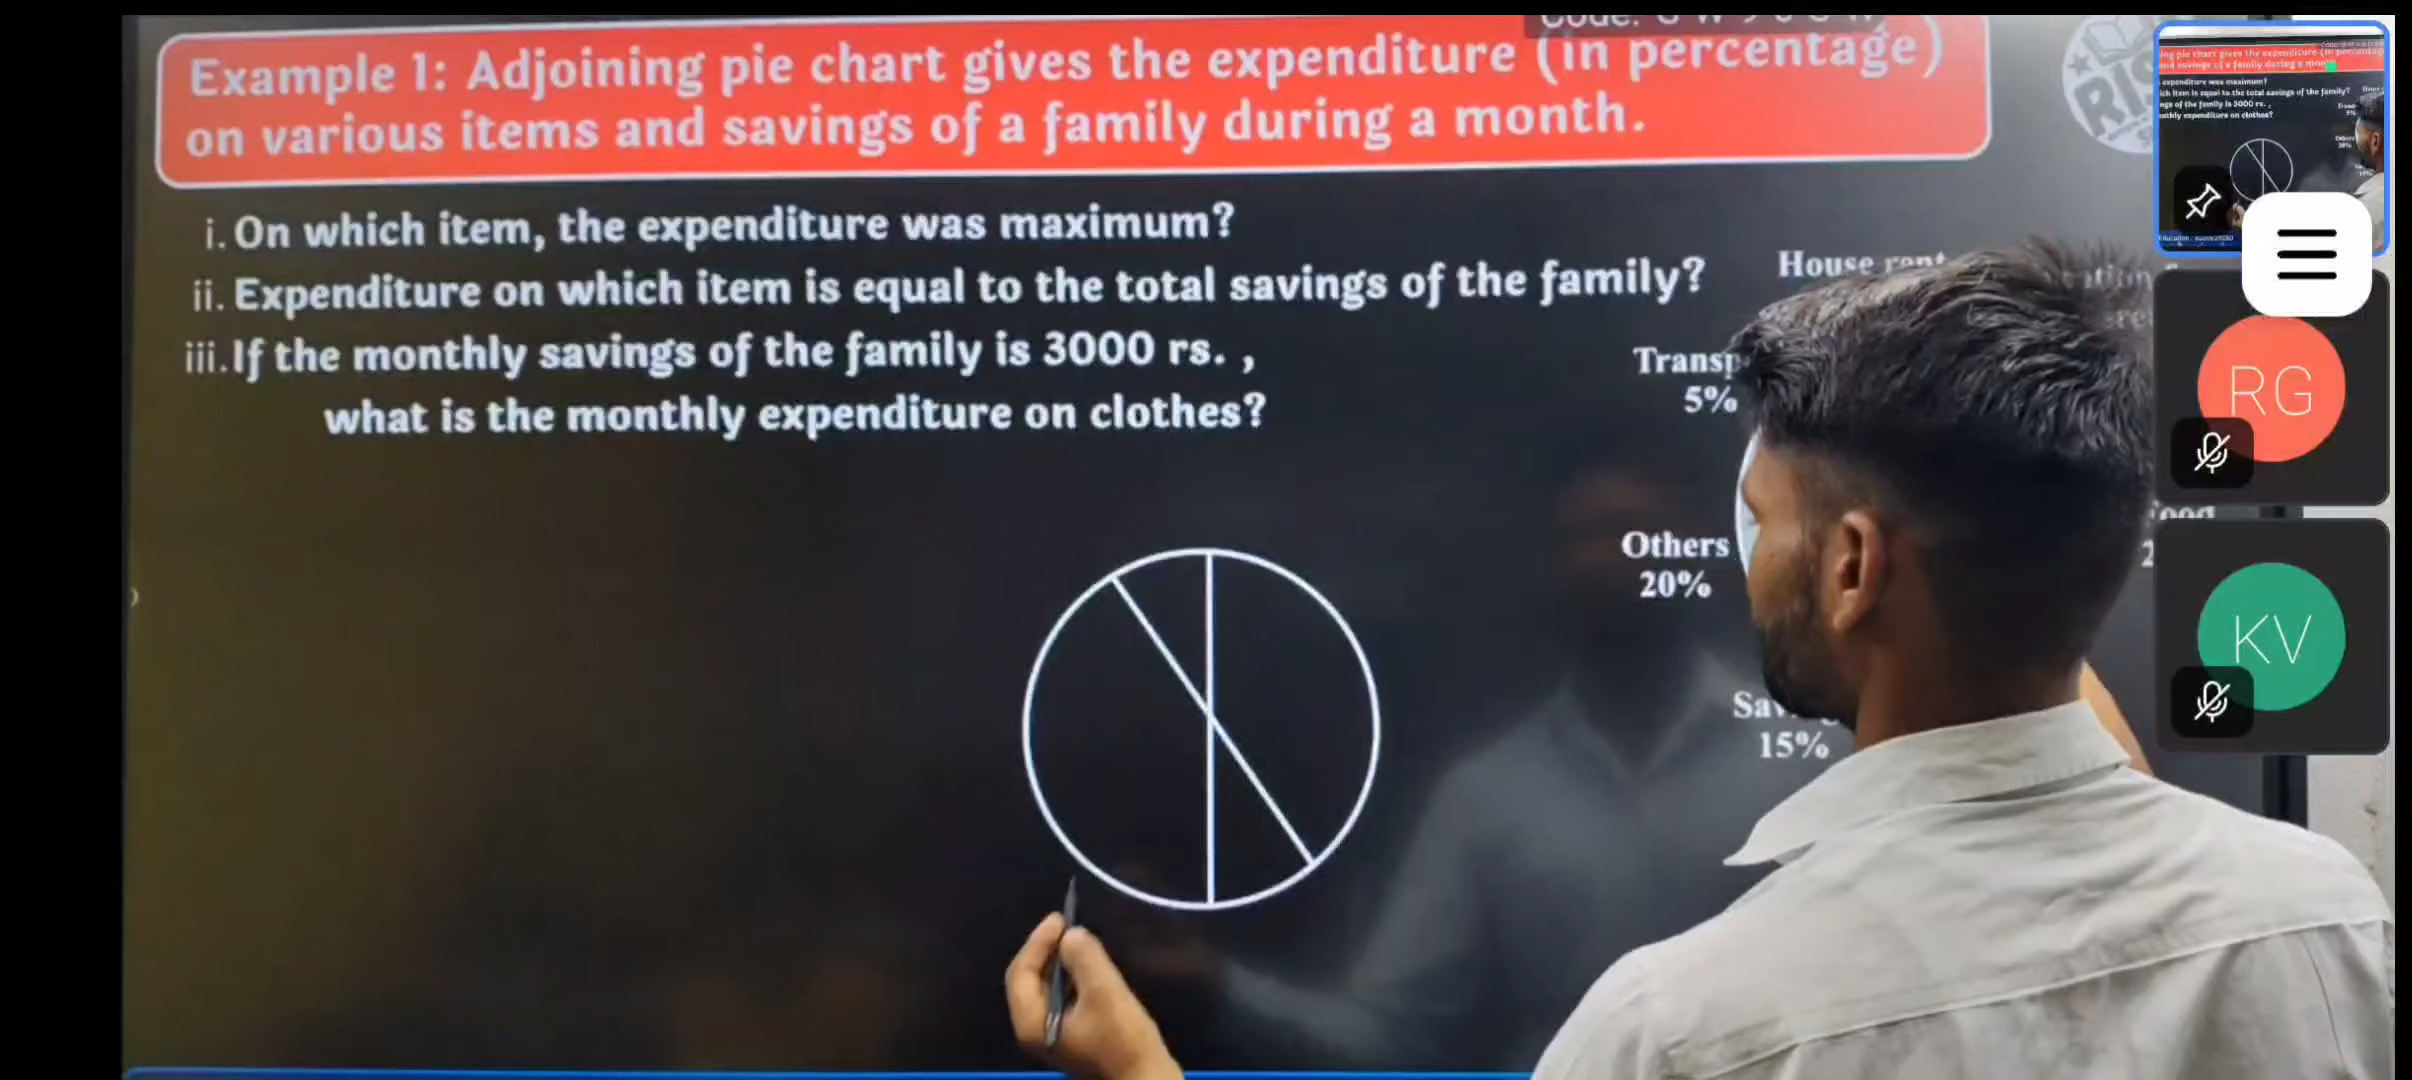 Example 1: Adjoining pie chart gives the expenditure (in percentage)
on various items and savings of a family during a month.
i. On which item, the expenditure was maximum?
ii. Expenditure on which item is equal to the total savings of the family?
iii. If the monthly savings of the family is 3000 rs. ,
what is the monthly expenditure on clothes?
House rent
5%
Others
20%
15%
RG
KV